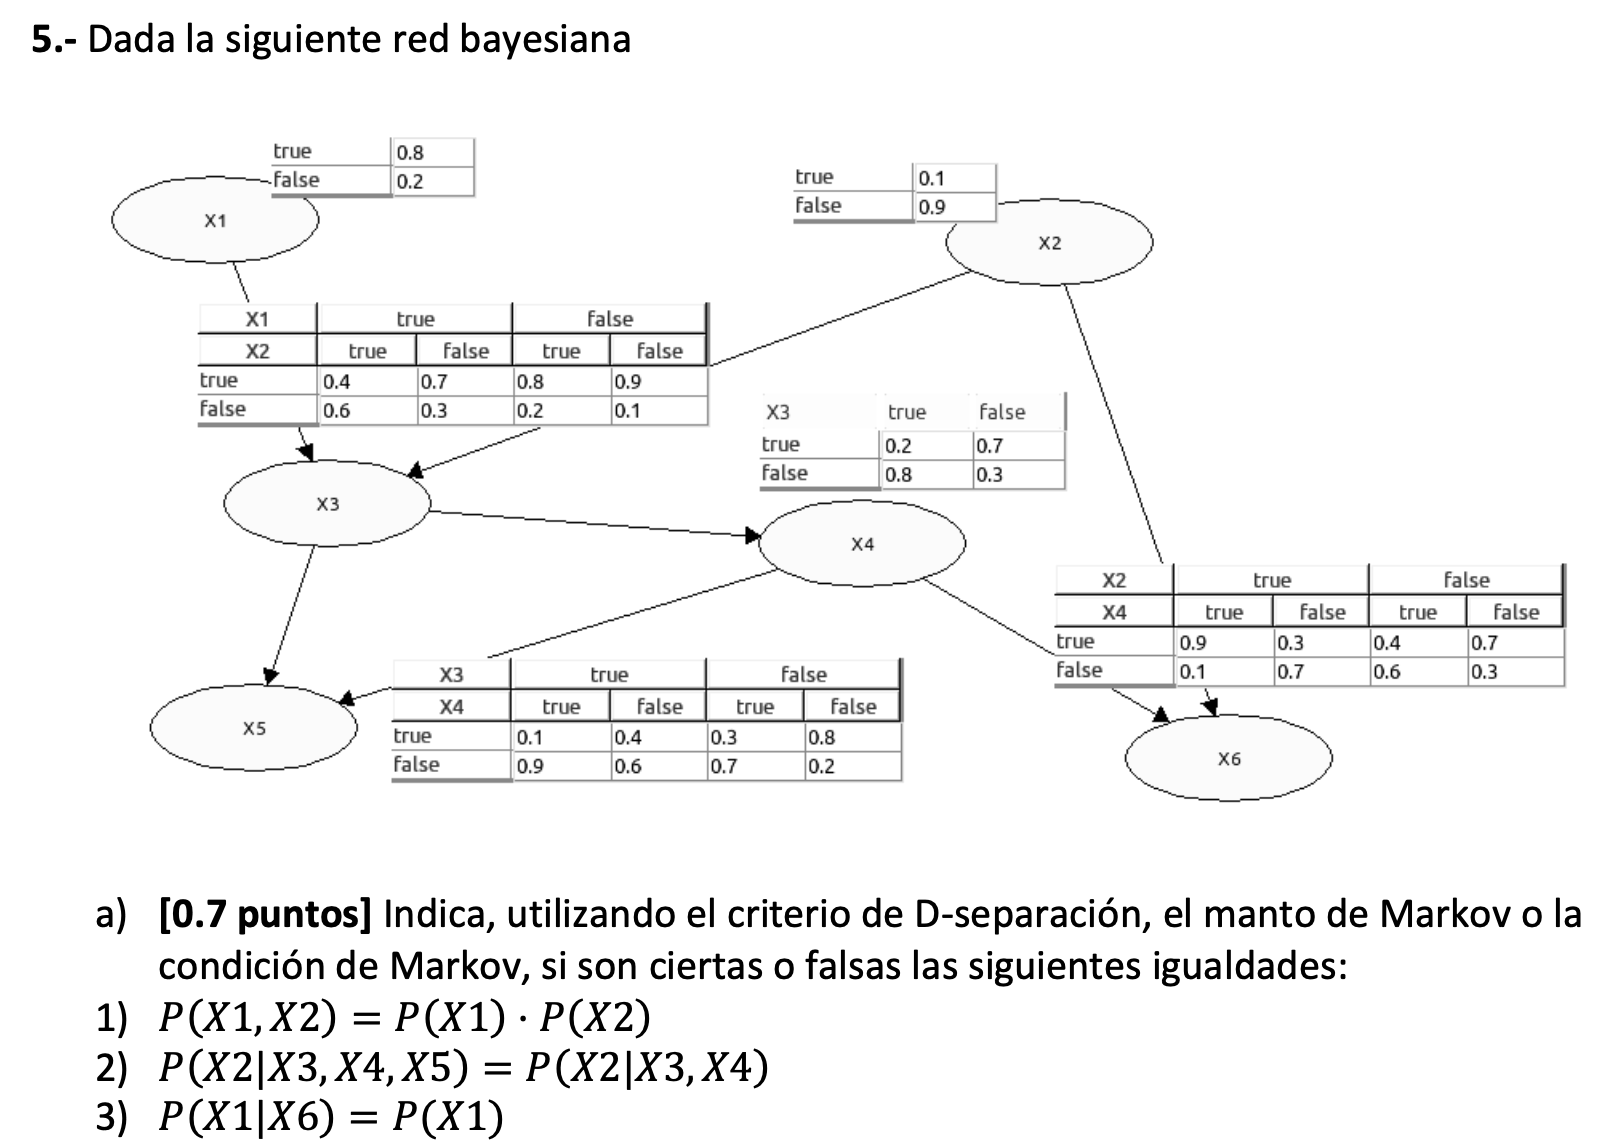 5.- Dada la siguiente red bayesiana
true 0.8
false 0.2
X1
true 0.1
false 0.9
X2
X1 true false
X2 true false true false
true 0.4 0.7 0.8 0.9
false 0.6 0.3 0.2 0.1
X3 true false
true 0.2 0.7
false 0.8 0.3
X3
X4
X2 true false
X4 true false true false
true 0.9 0.3 0.4 0.7
false 0.1 0.7 0.6 0.3
X3 true false
X4 true false true false
true 0.1 0.4 0.3 0.8
false 0.9 0.6 0.7 0.2
X5
X6
a) [0.7 puntos] Indica, utilizando el criterio de D-separación, el manto de Markov o la
condición de Markov, si son ciertas o falsas las siguientes igualdades:
1) P(X1, X2) = P(X1) · P(X2)
2) P(X2|X3, X4, X5) = P(X2|X3, X4)
3) P(X1|X6) = P(X1)